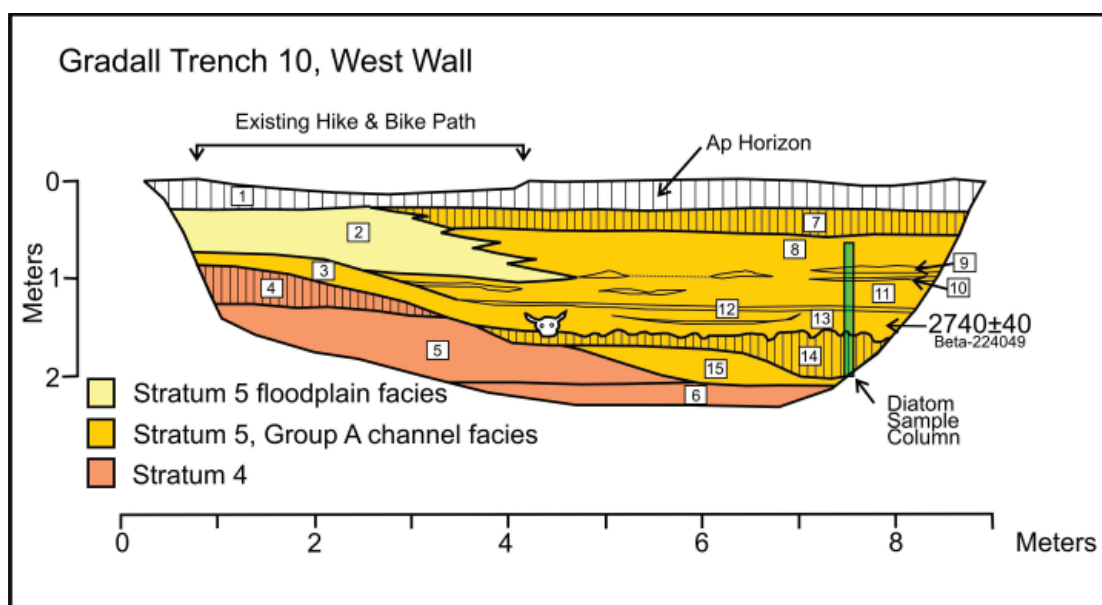 Gradall Trench 10, West Wall
Existing Hike & Bike Path
Ap Horizon
0
1
2
Meters
1
2
3
4
5
6
7
8
9
10
11
12
13
14
15
2740±40
Beta-224049
Diatom
Sample
Column
Stratum 5 floodplain facies
Stratum 5, Group A channel facies
Stratum 4
0 2 4 6 8 Meters